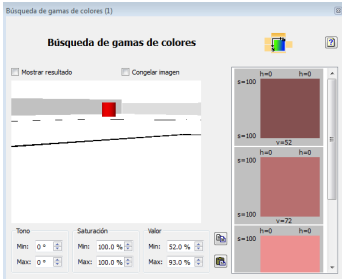 Búsqueda de gamas de colores (1)
Búsqueda de gamas de colores
Mostrar resultado
Congelar imagen
h=0 h=0
s=100
s=100
v=52
h=0 h=0
s=100
s=100
v=72
h=0 h=0
s=100
Tono
Saturación
Valor
Min: 0 °
Min: 100.0 %
Min: 52.0 %
Max: 0 °
Max: 100.0 %
Max: 93.0 %